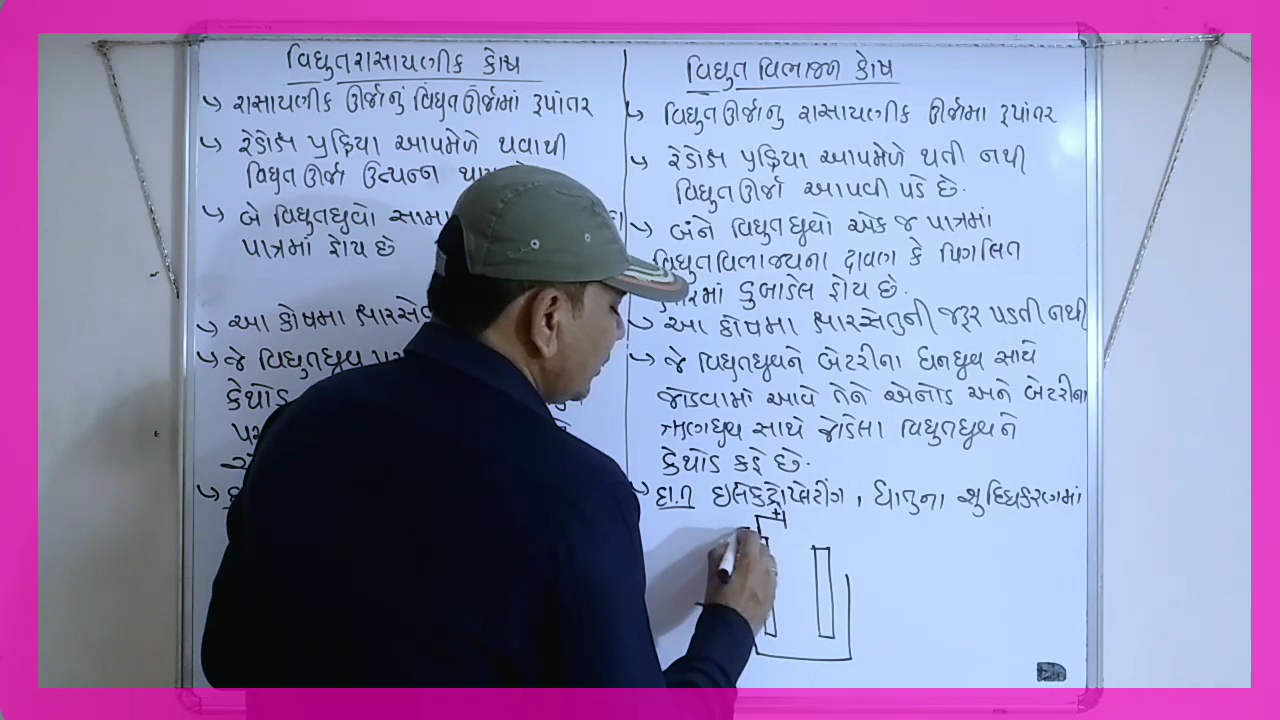 વિદ્યુતરાસાયણીક કોષ
રાસાયણીક ઊર્જાનું વિદ્યુત ઊર્જામાં રૂપાંતર
રેડોક્ષ પ્રક્રિયા આપમેળે થવાથી
વિદ્યુત ઊર્જા ઉત્પન્ન
બે વિદ્યુતધ્રુવો
પાત્રમાં હોય છે
આ કોષમા
જે વિદ્યુતધ્રુવ
કેથોડ
વિદ્યુત વિભાજન કોષ
વિદ્યુત ઊર્જાનુ રાસાયણીક ઊર્જામા રૂપાંતર
રેડોક્ષ પ્રક્રિયા આપમેળે થતી નથી
વિદ્યુત ઊર્જા આપવી પડે છે.
બંને વિદ્યુતધ્રુવો એક જ પાત્રમાં
વિદ્યુતવિભાજ્યના દ્રાવણ કે પિગલિત
ડુબાડેલ હોય છે.
આ કોષમા ક્ષારસેતુની જરૂર પડતી નથી
જે વિદ્યુતધ્રુવને બેટરીના ધનધ્રુવ સાથે
જોડવામાં આવે તેને એનોડ અને બેટરીના
ઋણધ્રુવ સાથે જોડેલા વિદ્યુતધ્રુવને
કેથોડ કહે છે.
દા.ત ઇલેક્ટ્રોપ્લેટીંગ, ધાતુના શુધ્ધિકરણમાં
+